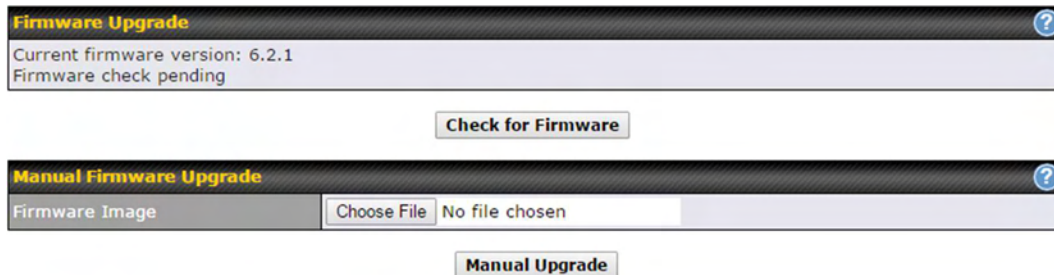 Firmware Upgrade
Current firmware version: 6.2.1
Firmware check pending
Check for Firmware
Manual Firmware Upgrade
Firmware Image Choose File No file chosen
Manual Upgrade